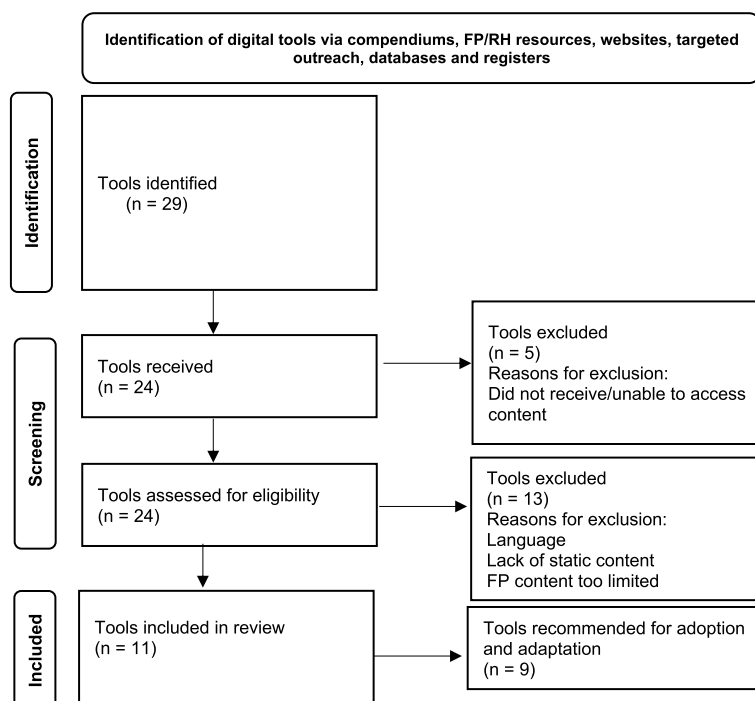 Identification of digital tools via compendiums, FP/RH resources, websites, targeted
outreach, databases and registers
Identification
Tools identified
(n = 29)
Screening
Tools received
(n = 24)
Tools excluded
(n = 5)
Reasons for exclusion:
Did not receive/unable to access
content
Tools assessed for eligibility
(n = 24)
Tools excluded
(n = 13)
Reasons for exclusion:
Language
Lack of static content
FP content too limited
Included
Tools included in review
(n = 11)
Tools recommended for adoption
and adaptation
(n = 9)